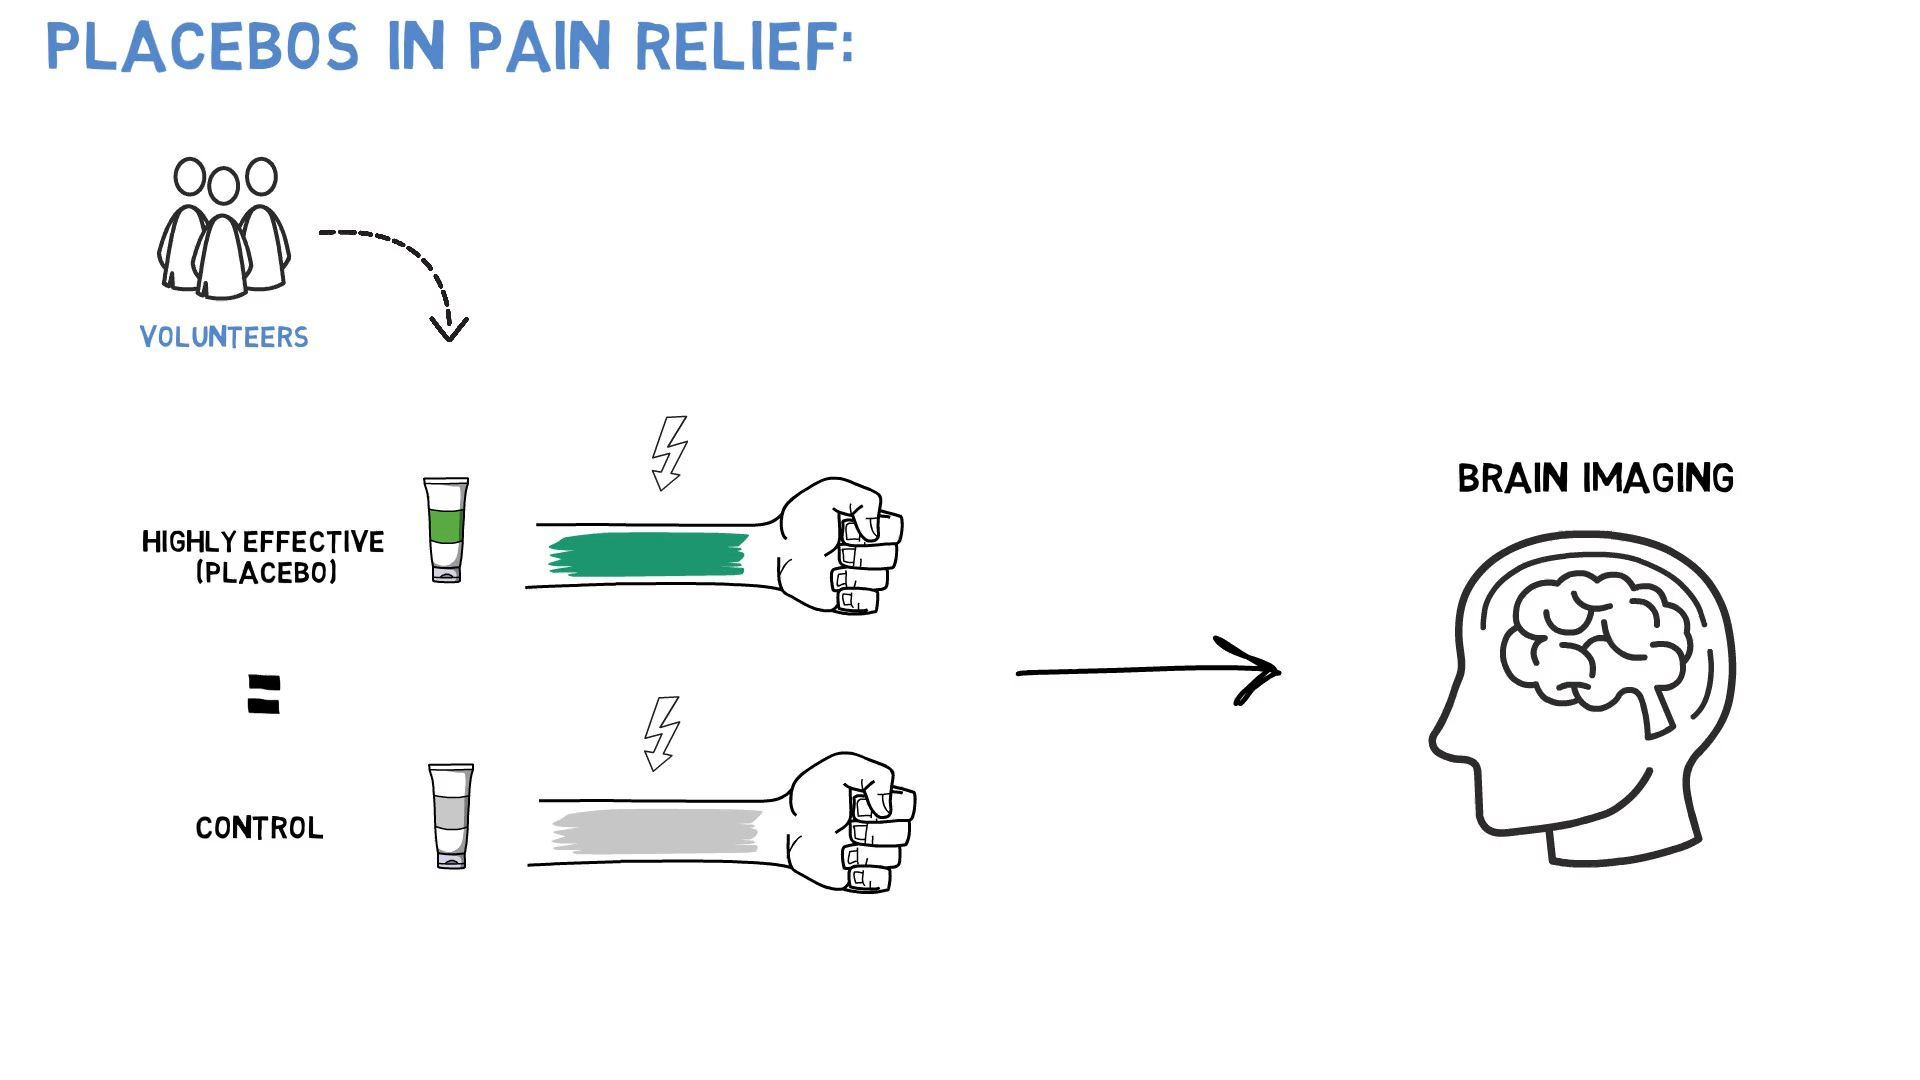 PLACEBOS IN PAIN RELIEF:
VOLUNTEERS
HIGHLY EFFECTIVE
(PLACEBO)
=
CONTROL
BRAIN IMAGING